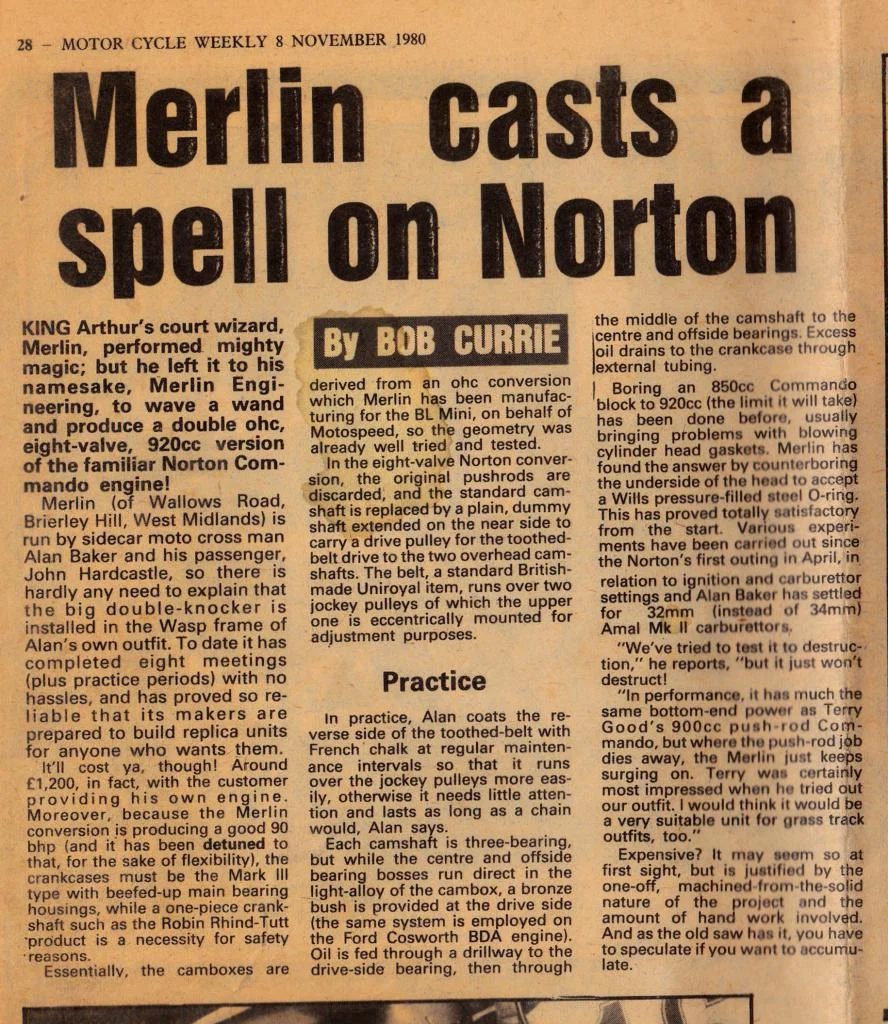 28 – MOTOR CYCLE WEEKLY 8 NOVEMBER 1980
Merlin casts a
spell on Norton
KING Arthur's court wizard,
Merlin, performed mighty
magic; but he left it to his
namesake, Merlin Engi-
neering, to wave a wand
and produce a double ohc,
eight-valve, 920cc version
of the familiar Norton Com-
mando engine!
Merlin (of Wallows Road,
Brierley Hill, West Midlands) is
run by sidecar moto cross man
Alan Baker and his passenger,
John Hardcastle, so there is
hardly any need to explain that
the big double-knocker is
installed in the Wasp frame of
Alan's own outfit. To date it has
completed eight meetings
(plus practice periods) with no
hassles, and has proved so re-
liable that its makers are
prepared to build replica units
for anyone who wants them.
It'll cost ya, though! Around
£1,200, in fact, with the customer
providing his own engine.
Moreover, because the Merlin
conversion is producing a good 90
bhp (and it has been detuned to
that, for the sake of flexibility), the
crankcases must be the Mark III
type with beefed-up main bearing
housings, while a one-piece crank-
shaft such as the Robin Rhind-Tutt
product is a necessity for safety
reasons.
Essentially, the camboxes are
By BOB CURRIE
derived from an ohc conversion
which Merlin has been manufac-
turing for the BL Mini, on behalf of
Motospeed, so the geometry was
already well tried and tested.
In the eight-valve Norton conver-
sion, the original pushrods are
discarded, and the standard cam-
shaft is replaced by a plain, dummy
shaft extended on the near side to
carry a drive pulley for the toothed-
belt drive to the two overhead cam-
shafts. The belt, a standard British-
made Uniroyal item, runs over two
jockey pulleys of which the upper
one is eccentrically mounted for
adjustment purposes.
Practice
In practice, Alan coats the re-
verse side of the toothed-belt with
French chalk at regular mainten-
ance intervals so that it runs
over the jockey pulleys more eas-
ily, otherwise it needs little atten-
tion and lasts as long as a chain
would, Alan says.
Each camshaft is three-bearing,
but while the centre and offside
bearing bosses run direct in the
light-alloy of the cambox, a bronze
bush is provided at the drive side
(the same system is employed on
the Ford Cosworth BDA engine).
Oil is fed through a drillway to the
drive-side bearing, then through
the middle of the camshaft to the
centre and offside bearings. Excess
oil drains to the crankcase through
external tubing.
Boring an 850cc Commando
block to 920cc (the limit it will take)
has been done before, usually
bringing problems with blowing
cylinder head gaskets. Merlin has
found the answer by counterboring
the underside of the head to accept
a Wills pressure-filled steel O-ring.
This has proved totally satisfactory
from the start. Various experi-
ments have been carried out since
the Norton's first outing in April, in
relation to ignition and carburettor
settings and Alan Baker has settled
for 32mm (instead of 34mm)
Amal Mk II carburettors.
"We've tried to test it to destruc-
tion," he reports, "but it just won't
destruct!
"In performance, it has much the
same bottom-end power as Terry
Good's 900cc push-rod Com-
mando, but where the push-rod job
dies away, the Merlin just keeps
surging on. Terry was certainly
most impressed when he tried out
our outfit. I would think it would be
a very suitable unit for grass track
outfits, too."
Expensive? It may seem so at
first sight, but is justified by the
one-off, machined-from-the-solid
nature of the project and the
amount of hand work involved.
And as the old saw has it, you have
to speculate if you want to accumu-
late.